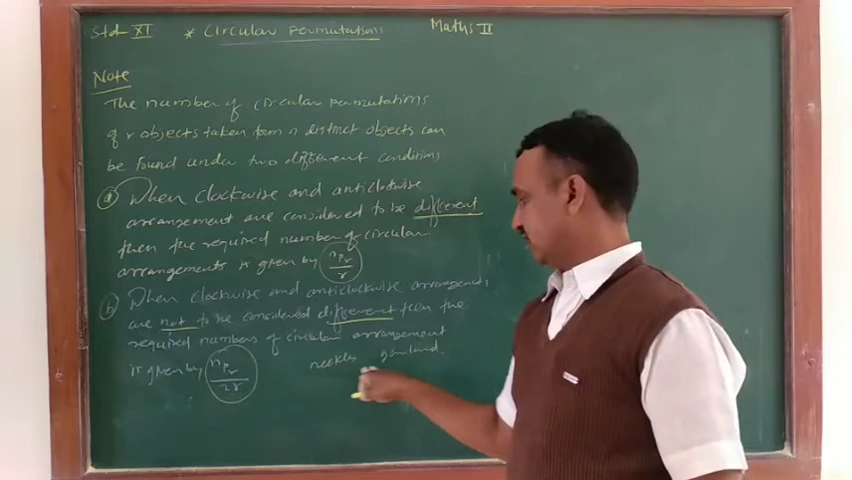 Std XI * Circular Permutations Maths II
Note
The number of circular permutations
of r objects taken from n distinct objects can
be found under two different conditions
(a) When clockwise and anticlockwise
arrangement are considered to be different
then the required number of circular
arrangements is given by nPr/r
(b) When clockwise and anticlockwise arrangements
are not to be considered different then the
required numbers of circular arrangement
is given by nPr/2r
neckles garland.